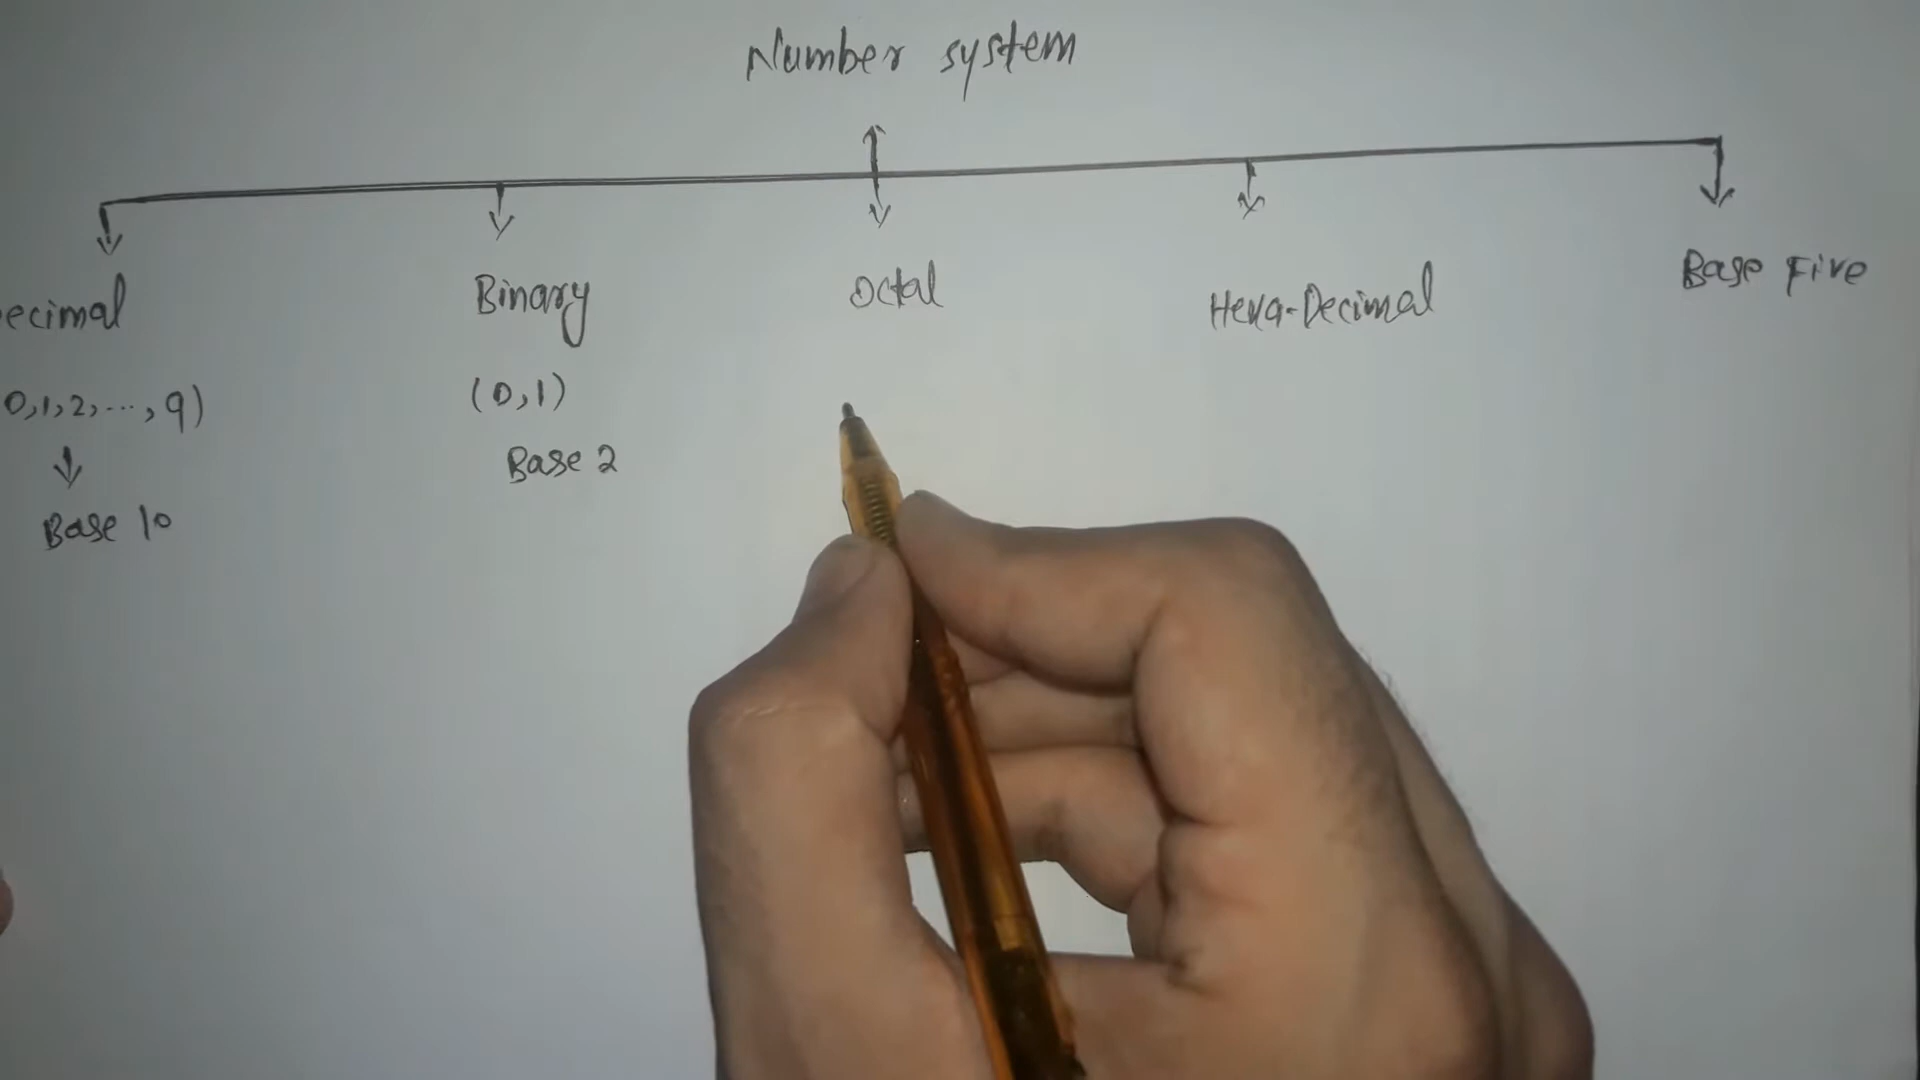 Number system
ecimal
Binary
Octal
Hexa-Decimal
Base Five
0,1,2,...,9)
(0,1)
Base 2
Base 10